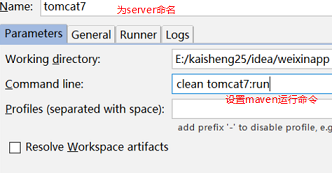 Name: tomcat7
为server命名
Parameters General Runner Logs
Working directory: E:/kaisheng25/idea/weixinapp
Command line: clean tomcat7:run
设置maven运行命令
Profiles (separated with space):
add prefix '-' to disable profile, e.g
Resolve Workspace artifacts